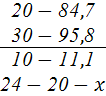 20 – 84,7
30 – 95,8
10 – 11,1
24 – 20 – x